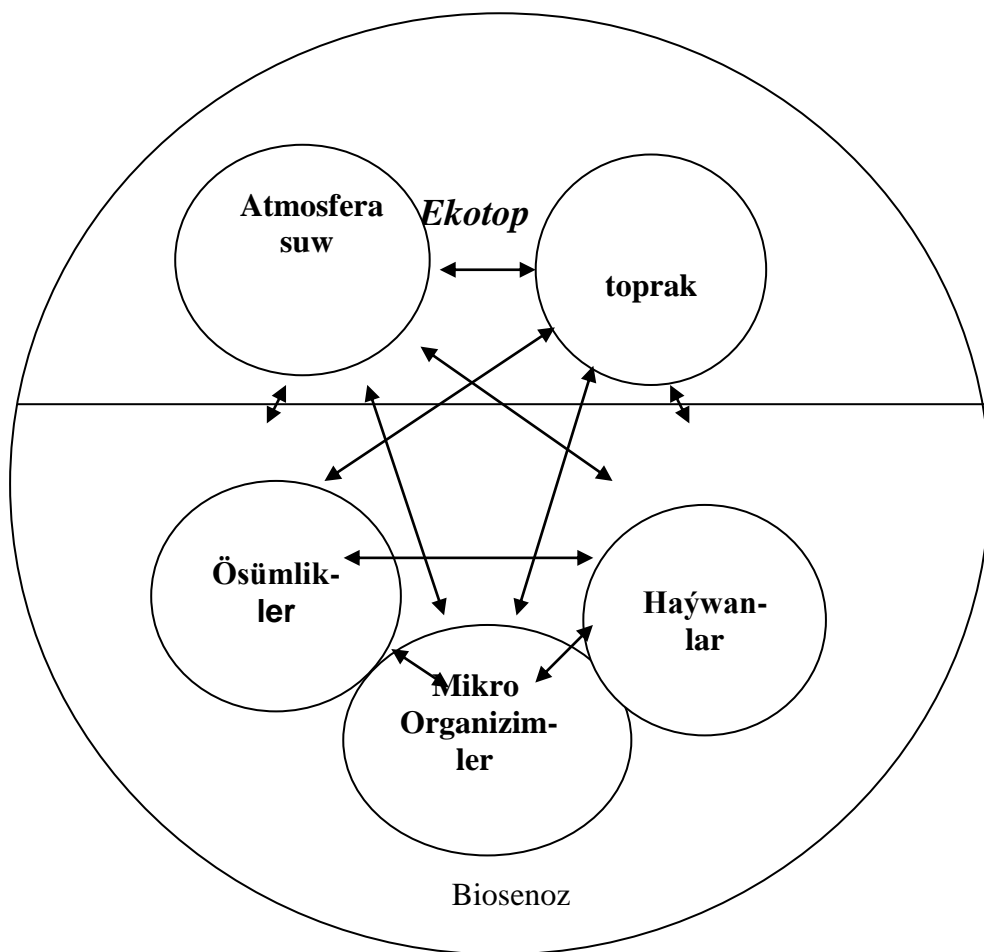 Atmosfera
suw
Ekotop
toprak
Ösümlik-
ler
Haýwan-
lar
Mikro
Organizim-
ler
Biosenoz